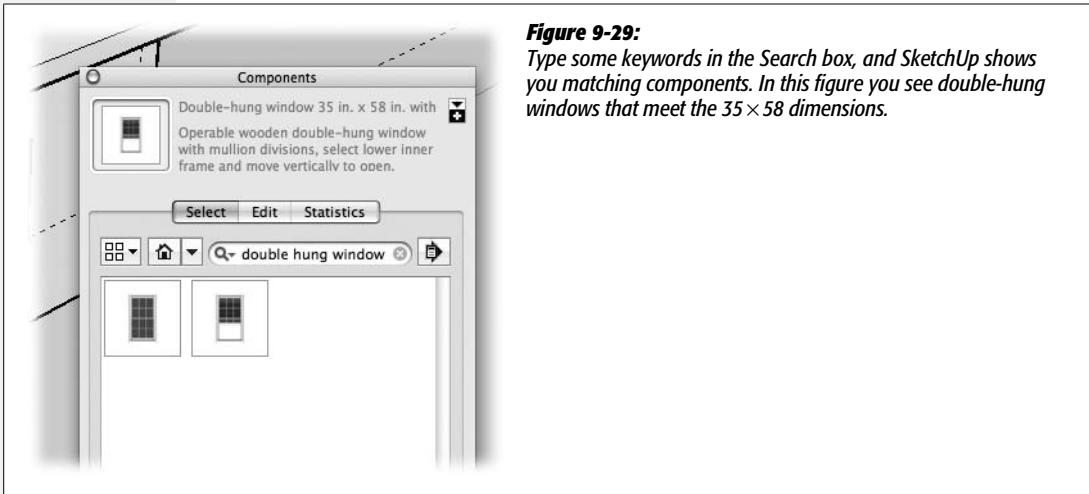 Figure 9-29:
Type some keywords in the Search box, and SketchUp shows
you matching components. In this figure you see double-hung
windows that meet the 35×58 dimensions.
Components
Double-hung window 35 in. x 58 in. with
Operable wooden double-hung window
with mullion divisions, select lower inner
frame and move vertically to open.
Select Edit Statistics
double hung window